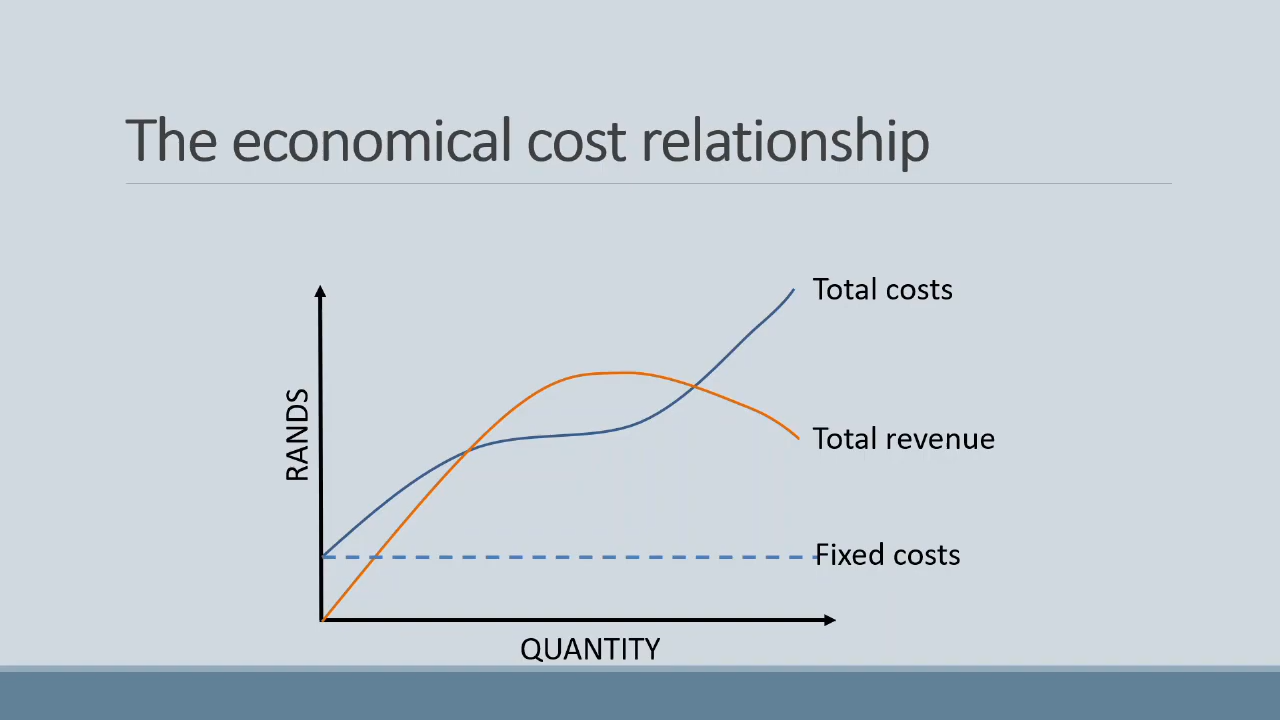 The economical cost relationship
Total costs
RANDS
Total revenue
Fixed costs
QUANTITY